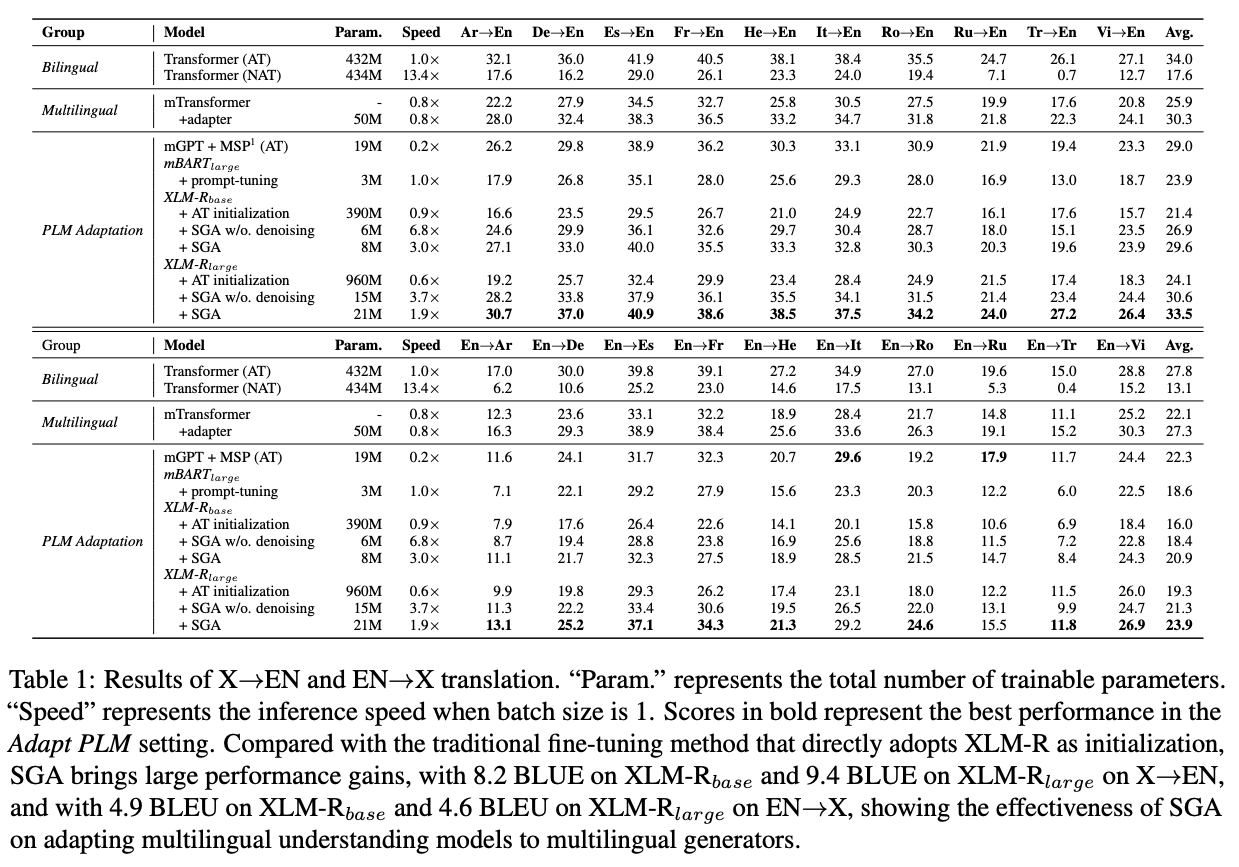 Group Model Param. Speed Ar→En De→En Es→En Fr→En He→En It→En Ro→En Ru→En Tr→En Vi→En Avg.
Bilingual
Transformer (AT) 432M 1.0× 32.1 36.0 41.9 40.5 38.1 38.4 35.5 24.7 26.1 27.1 34.0
Transformer (NAT) 434M 13.4× 17.6 16.2 29.0 26.1 23.3 24.0 19.4 7.1 0.7 12.7 17.6
Multilingual
mTransformer - 0.8× 22.2 27.9 34.5 32.7 25.8 30.5 27.5 19.9 17.6 20.8 25.9
+adapter 50M 0.8× 28.0 32.4 38.3 36.5 33.2 34.7 31.8 21.8 22.3 24.1 30.3
PLM Adaptation
mGPT + MSP¹ (AT) 19M 0.2× 26.2 29.8 38.9 36.2 30.3 33.1 30.9 21.9 19.4 23.3 29.0
mBARTlarge
+ prompt-tuning 3M 1.0× 17.9 26.8 35.1 28.0 25.6 29.3 28.0 16.9 13.0 18.7 23.9
XLM-Rbase
+ AT initialization 390M 0.9× 16.6 23.5 29.5 26.7 21.0 24.9 22.7 16.1 17.6 15.7 21.4
+ SGA w/o. denoising 6M 6.8× 24.6 29.9 36.1 32.6 29.7 30.4 28.7 18.0 15.1 23.5 26.9
+ SGA 8M 3.0× 27.1 33.0 40.0 35.5 33.3 32.8 30.3 20.3 19.6 23.9 29.6
XLM-Rlarge
+ AT initialization 960M 0.6× 19.2 25.7 32.4 29.9 23.4 28.4 24.9 21.5 17.4 18.3 24.1
+ SGA w/o. denoising 15M 3.7× 28.2 33.8 37.9 36.1 35.5 34.1 31.5 21.4 23.4 24.4 30.6
+ SGA 21M 1.9× 30.7 37.0 40.9 38.6 38.5 37.5 34.2 24.0 27.2 26.4 33.5
Group Model Param. Speed En→Ar En→De En→Es En→Fr En→He En→It En→Ro En→Ru En→Tr En→Vi Avg.
Bilingual
Transformer (AT) 432M 1.0× 17.0 30.0 39.8 39.1 27.2 34.9 27.0 19.6 15.0 28.8 27.8
Transformer (NAT) 434M 13.4× 6.2 10.6 25.2 23.0 14.6 17.5 13.1 5.3 0.4 15.2 13.1
Multilingual
mTransformer - 0.8× 12.3 23.6 33.1 32.2 18.9 28.4 21.7 14.8 11.1 25.2 22.1
+adapter 50M 0.8× 16.3 29.3 38.9 38.4 25.6 33.6 26.3 19.1 15.2 30.3 27.3
PLM Adaptation
mGPT + MSP (AT) 19M 0.2× 11.6 24.1 31.7 32.3 20.7 29.6 19.2 17.9 11.7 24.4 22.3
mBARTlarge
+ prompt-tuning 3M 1.0× 7.1 22.1 29.2 27.9 15.6 23.3 20.3 12.2 6.0 22.5 18.6
XLM-Rbase
+ AT initialization 390M 0.9× 7.9 17.6 26.4 22.6 14.1 20.1 15.8 10.6 6.9 18.4 16.0
+ SGA w/o. denoising 6M 6.8× 8.7 19.4 28.8 23.8 16.9 25.6 18.8 11.5 7.2 22.8 18.4
+ SGA 8M 3.0× 11.1 21.7 32.3 27.5 18.9 28.5 21.5 14.7 8.4 24.3 20.9
XLM-Rlarge
+ AT initialization 960M 0.6× 9.9 19.8 29.3 26.2 17.4 23.1 18.0 12.2 11.5 26.0 19.3
+ SGA w/o. denoising 15M 3.7× 11.3 22.2 33.4 30.6 19.5 26.5 22.0 13.1 9.9 24.7 21.3
+ SGA 21M 1.9× 13.1 25.2 37.1 34.3 21.3 29.2 24.6 15.5 11.8 26.9 23.9
Table 1: Results of X→EN and EN→X translation. “Param.” represents the total number of trainable parameters.
“Speed” represents the inference speed when batch size is 1. Scores in bold represent the best performance in the
Adapt PLM setting. Compared with the traditional fine-tuning method that directly adopts XLM-R as initialization,
SGA brings large performance gains, with 8.2 BLUE on XLM-Rbase and 9.4 BLUE on XLM-Rlarge on X→EN,
and with 4.9 BLEU on XLM-Rbase and 4.6 BLEU on XLM-Rlarge on EN→X, showing the effectiveness of SGA
on adapting multilingual understanding models to multilingual generators.